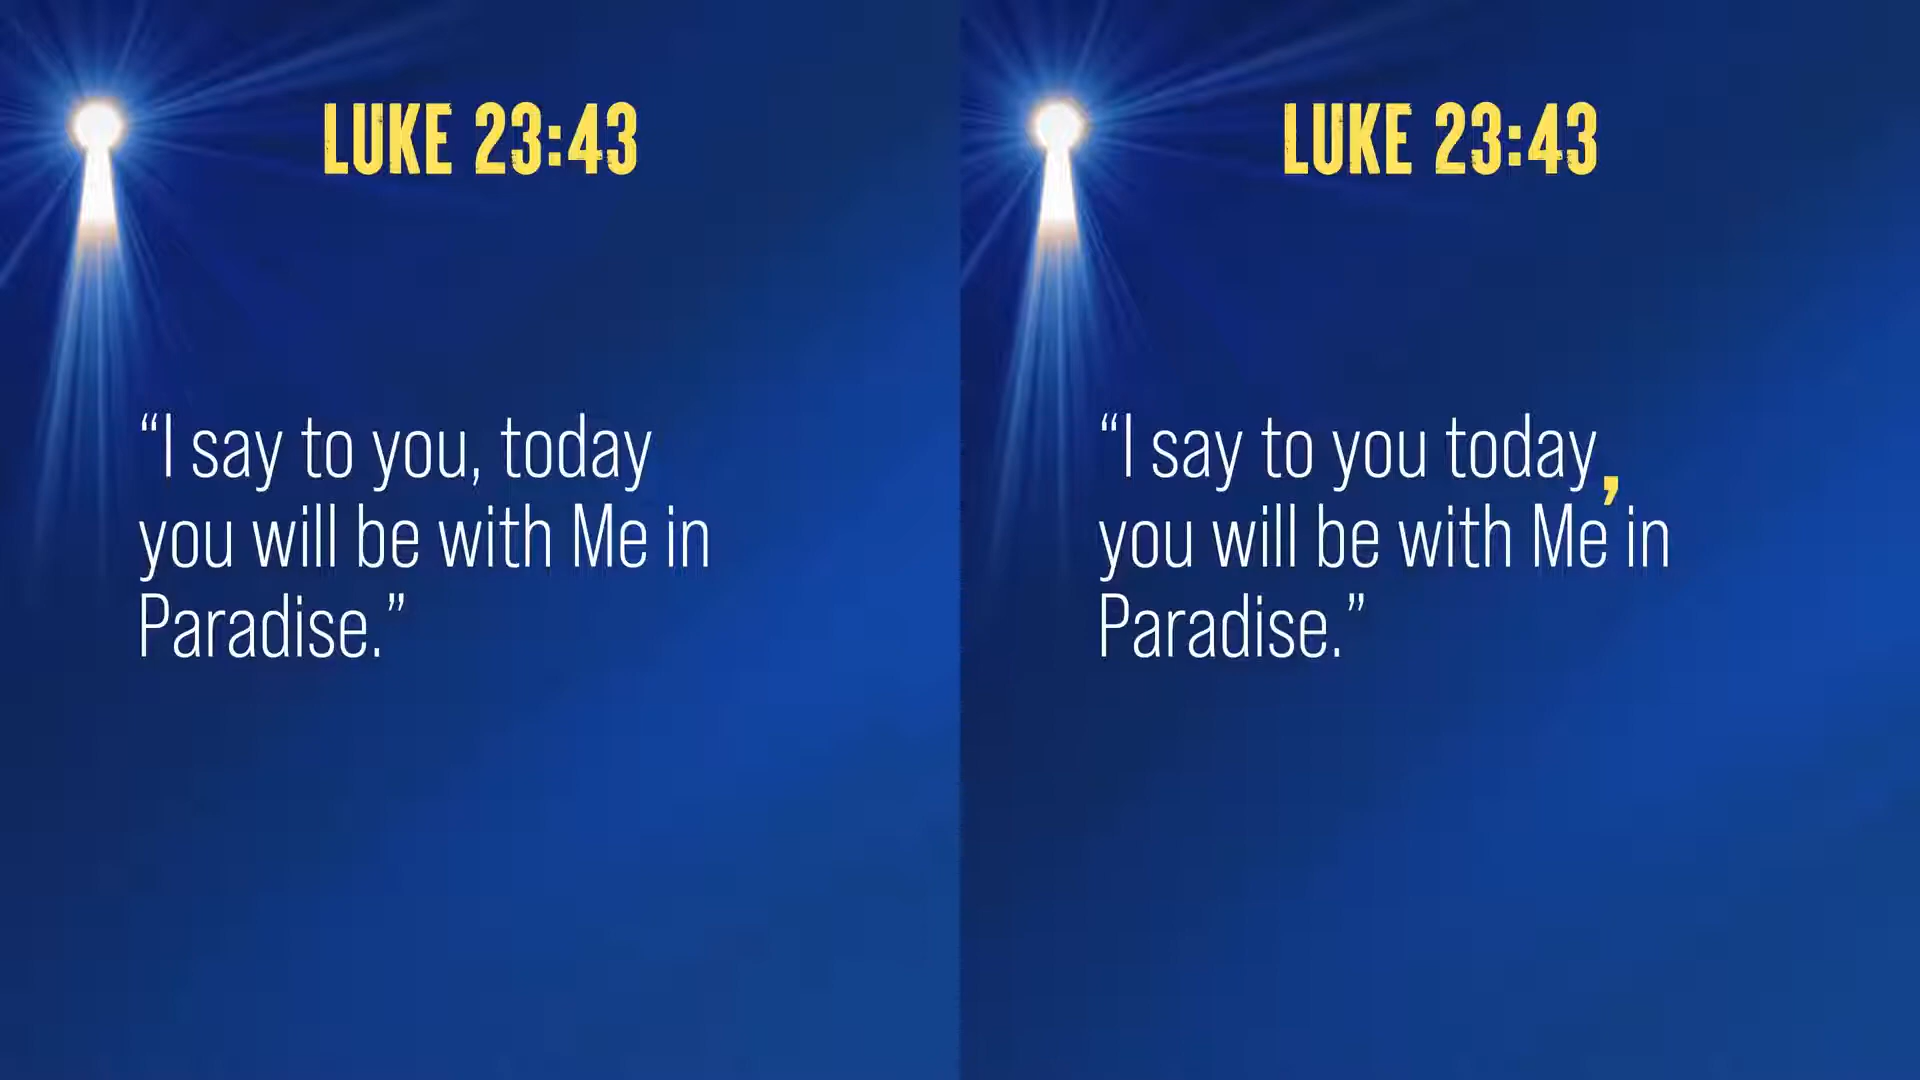 LUKE 23:43
“I say to you, today
you will be with Me in
Paradise.”
LUKE 23:43
“I say to you today,
you will be with Me in
Paradise.”